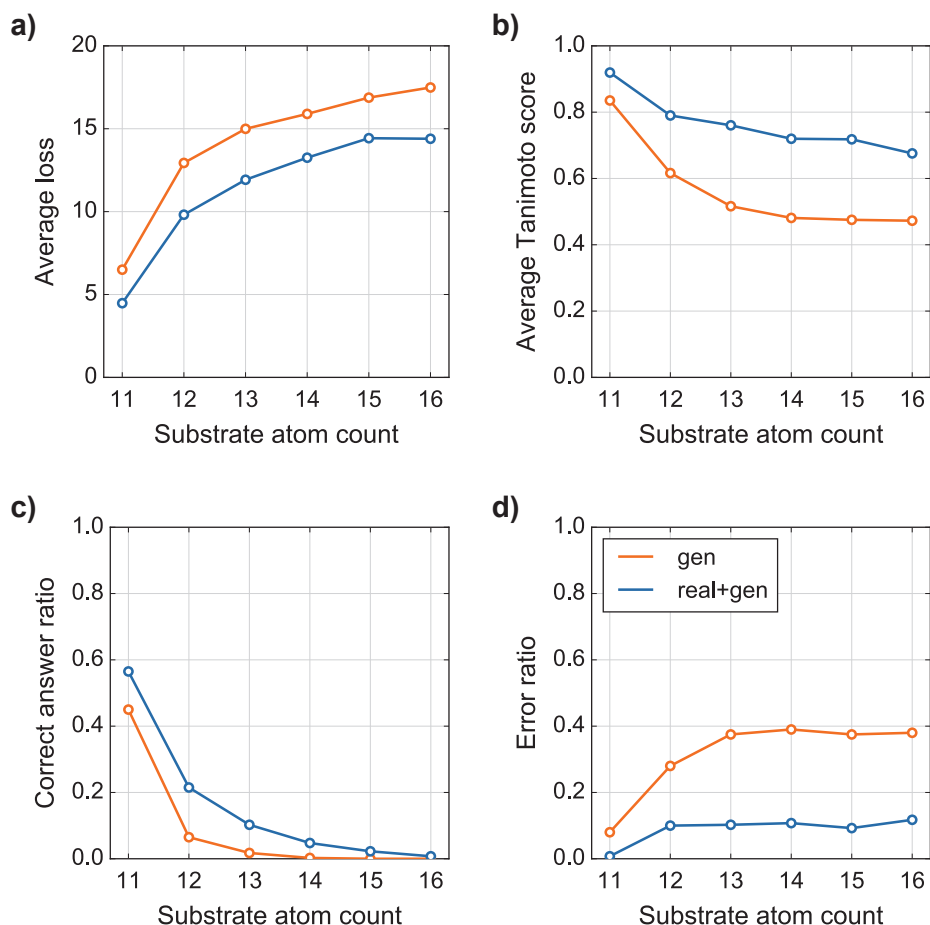 a)
20
15
10
5
0
Average loss
11 12 13 14 15 16
Substrate atom count
b)
1.0
0.8
0.6
0.4
0.2
0.0
Average Tanimoto score
11 12 13 14 15 16
Substrate atom count
c)
1.0
0.8
0.6
0.4
0.2
0.0
Correct answer ratio
11 12 13 14 15 16
Substrate atom count
d)
1.0
0.8
0.6
0.4
0.2
0.0
Error ratio
gen
real+gen
11 12 13 14 15 16
Substrate atom count